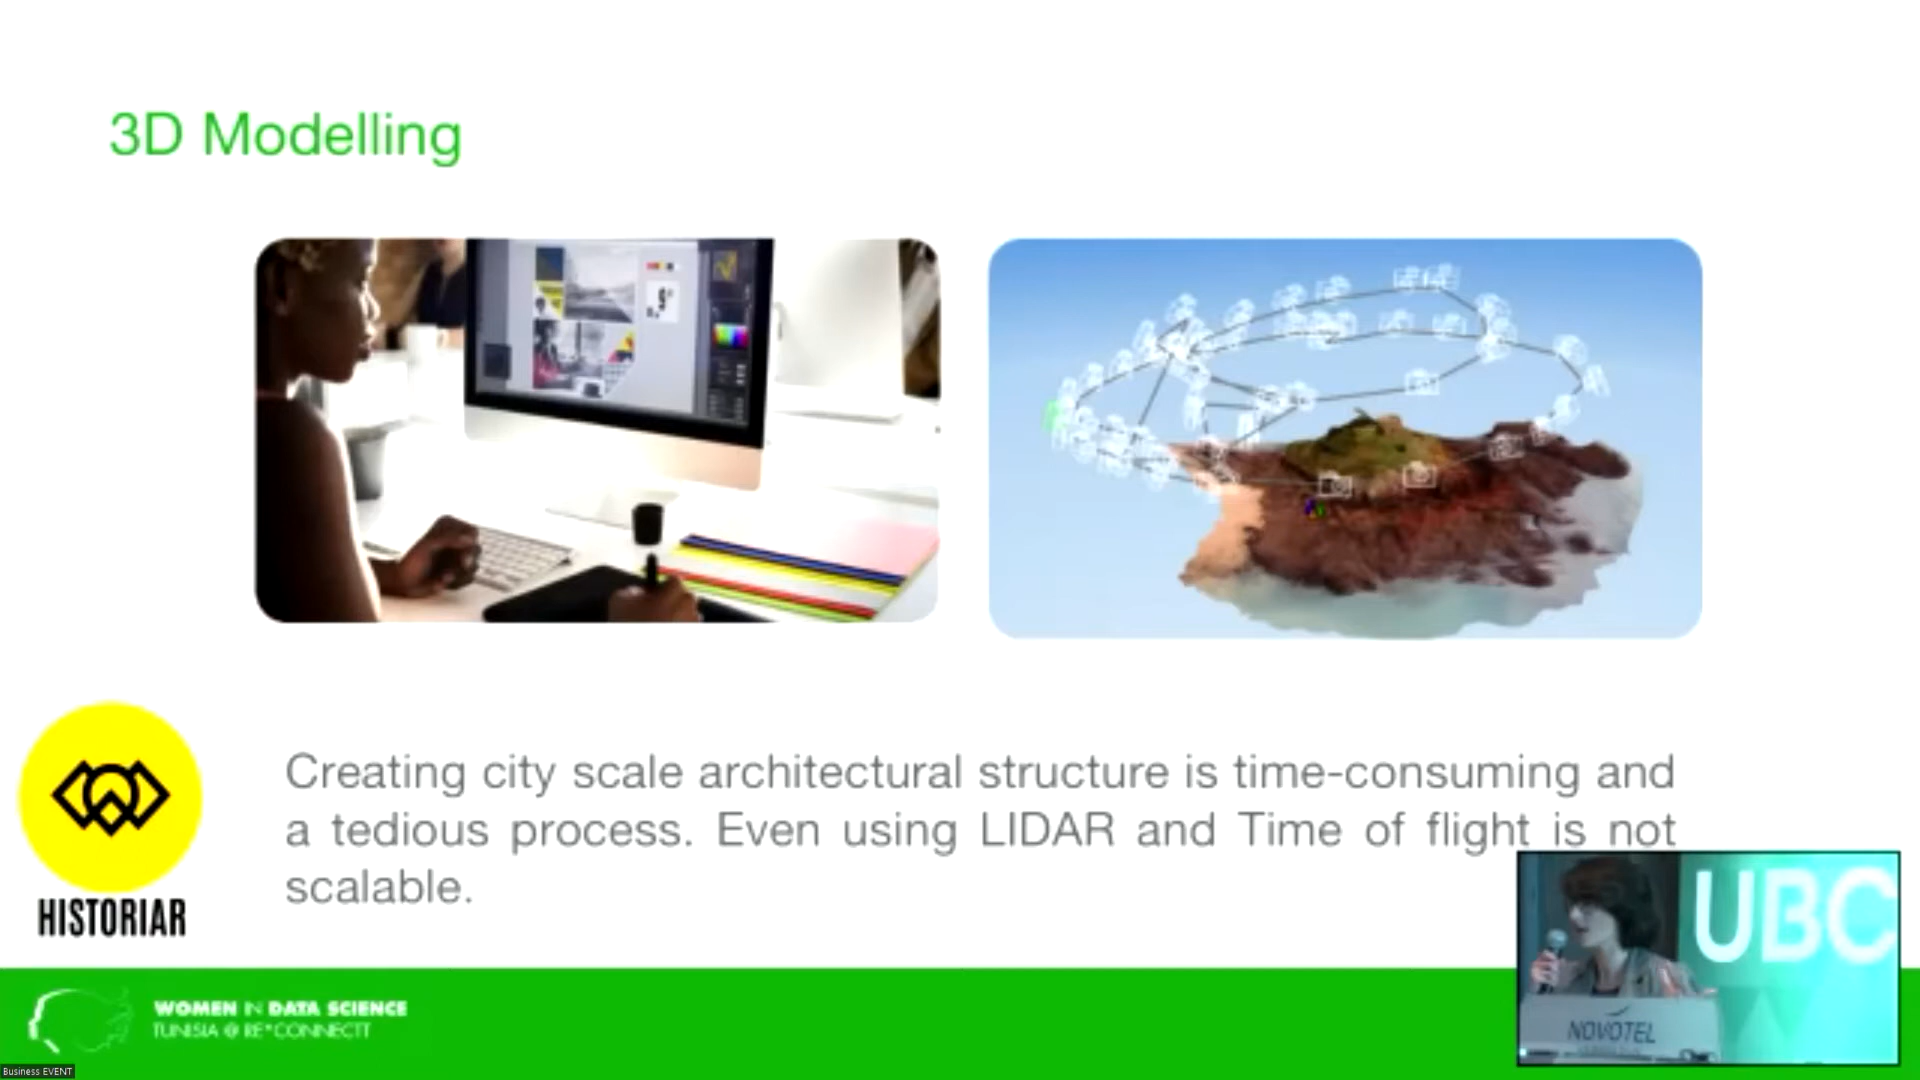 3D Modelling
Creating city scale architectural structure is time-consuming and
a tedious process. Even using LIDAR and Time of flight is not
scalable.
HISTORIAR
UBC
NOVOTEL
WOMEN IN DATA SCIENCE
TUNISIA @ RE*CONNECTT
Business EVENT